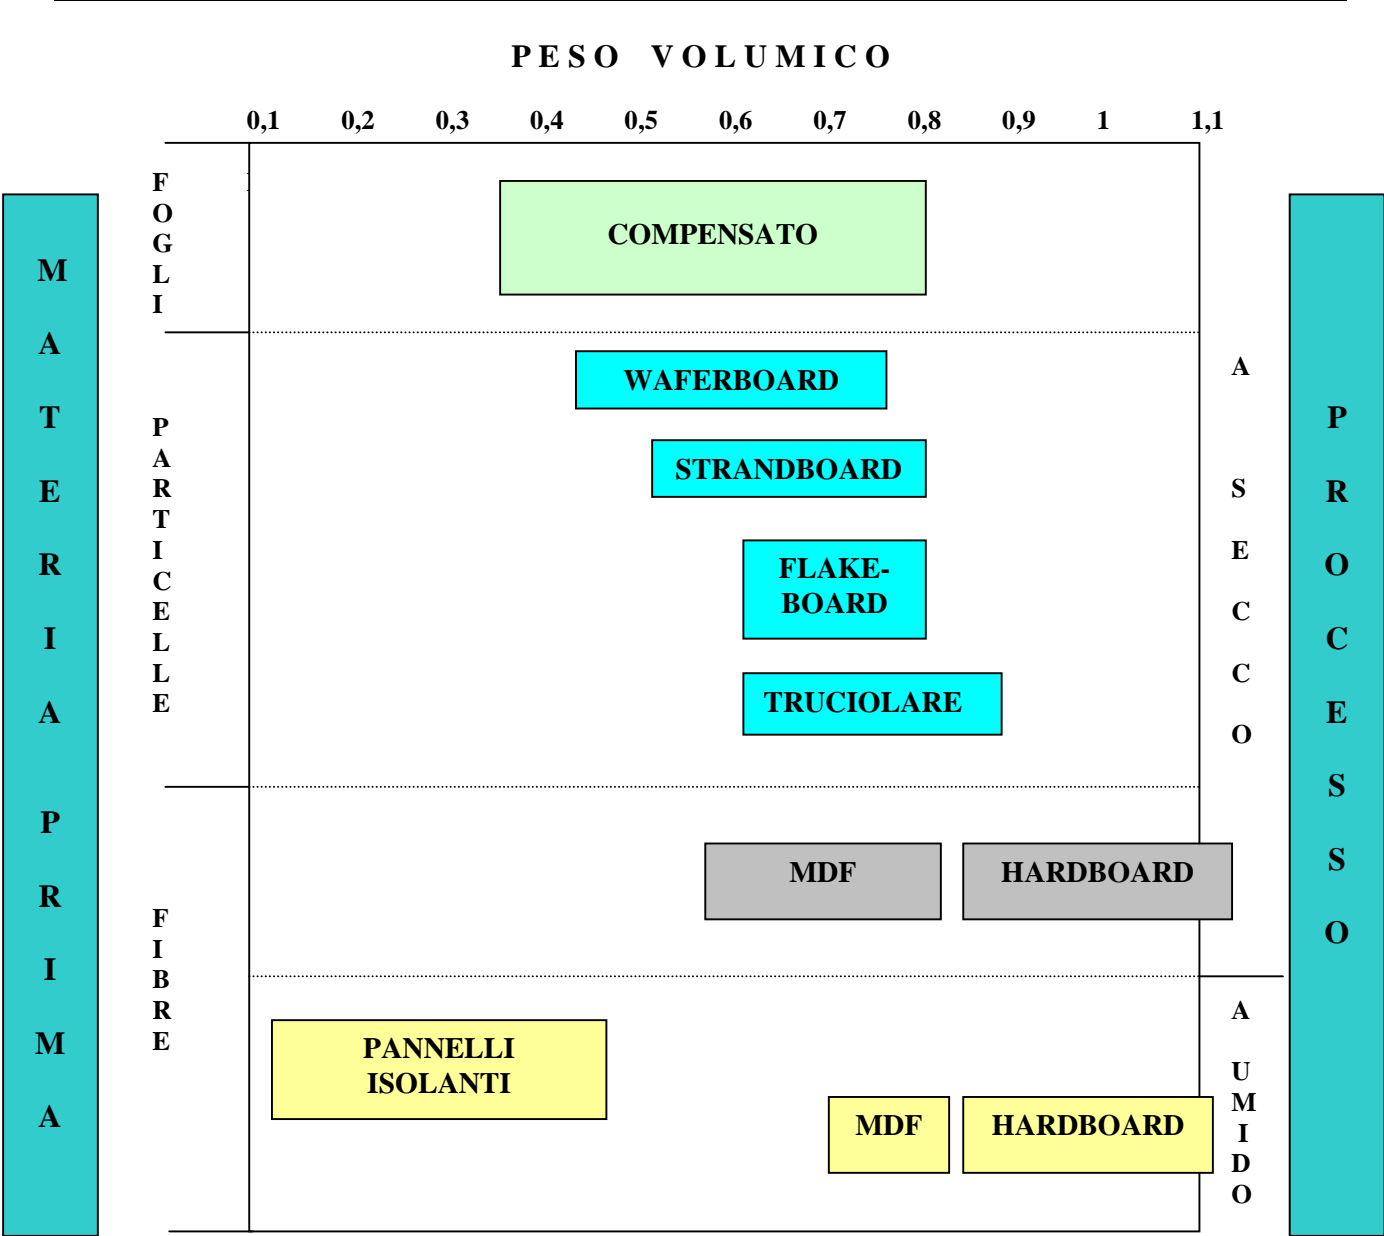 PESO VOLUMICO
0,1 0,2 0,3 0,4 0,5 0,6 0,7 0,8 0,9 1 1,1
MATERIA PRIMA
FOGLI
COMPENSATO
PARTICELLE
WAFERBOARD
STRANDBOARD
FLAKE-
BOARD
TRUCIOLARE
A SECCO
PROCESSO
FIBRE
MDF
HARDBOARD
PANNELLI
ISOLANTI
MDF
HARDBOARD
A UMIDO